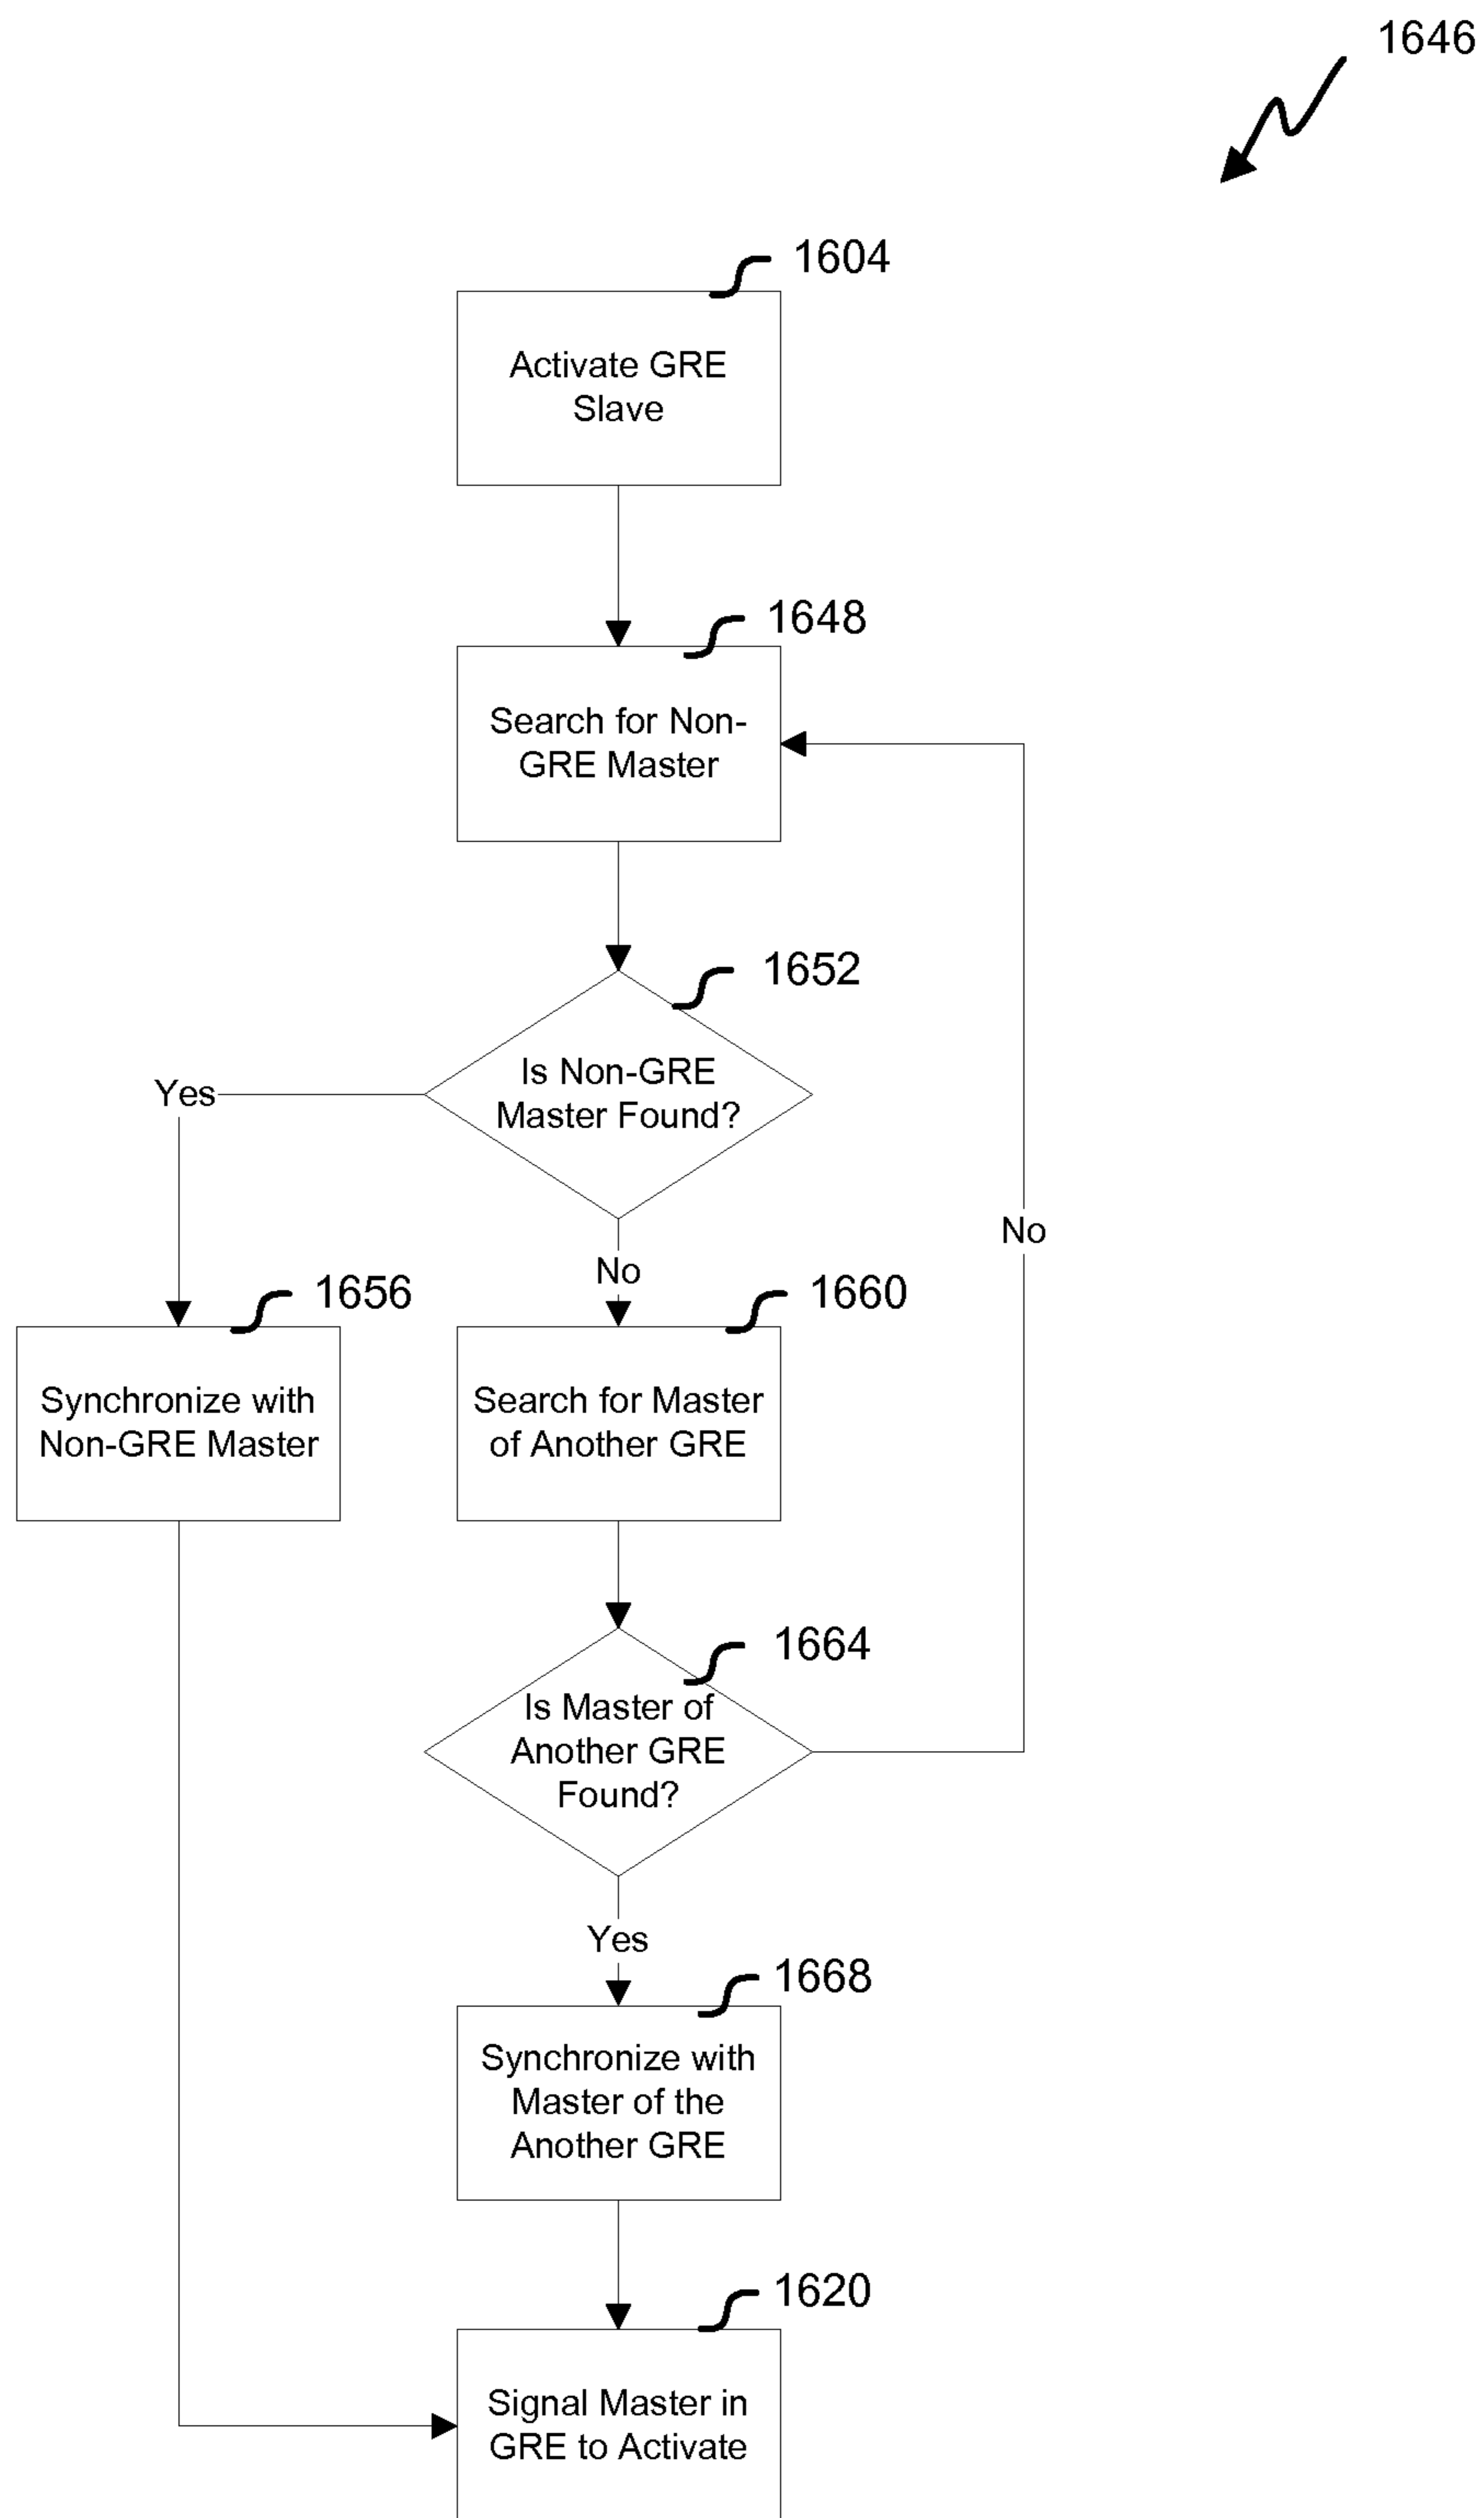 1646
1604
Activate GRE
Slave
1648
Search for Non-
GRE Master
1652
Is Non-GRE
Master Found?
Yes
No
No
1656
1660
Synchronize with
Non-GRE Master
Search for Master
of Another GRE
1664
Is Master of
Another GRE
Found?
Yes
1668
Synchronize with
Master of the
Another GRE
1620
Signal Master in
GRE to Activate